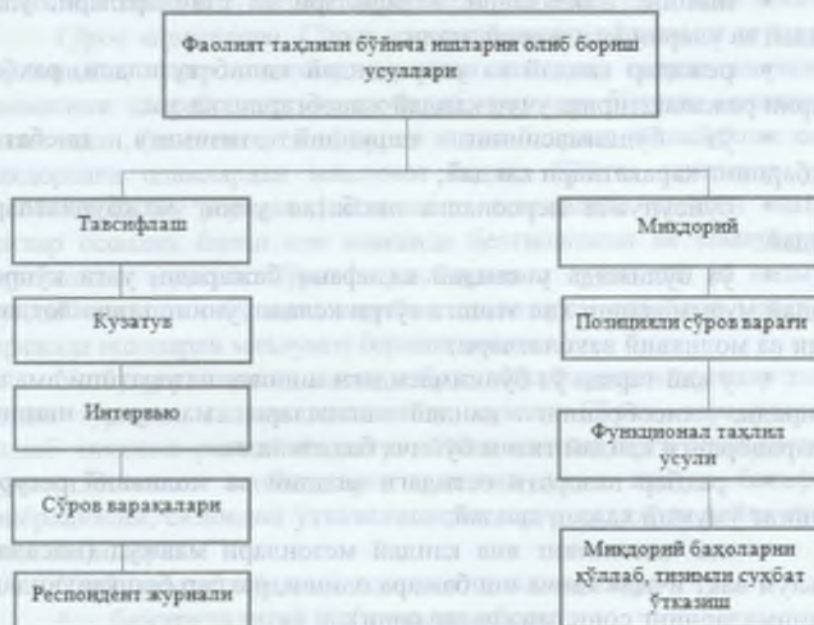 Фаолият таҳлили бўйича ишларни олиб бориш
усуллари
Тавсифлаш
Кузатув
Интервью
Сўров варақалари
Респондент журнали
Миқдорий
Позицияли сўров варағи
Функционал таҳлил
усули
Миқдорий баҳоларни
қўллаб, тизимли суҳбат
ўтказиш